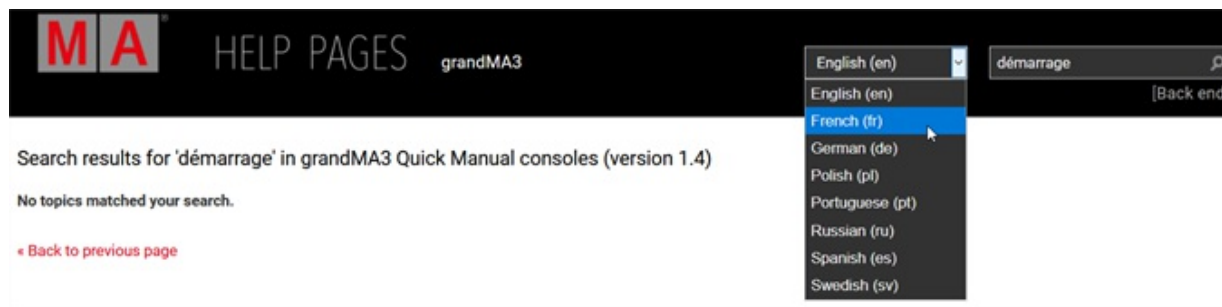 MA® HELP PAGES grandMA3
English (en)
démarrage
English (en)
[Back end
French (fr)
German (de)
Polish (pl)
Portuguese (pt)
Russian (ru)
Spanish (es)
Swedish (sv)
Search results for 'démarrage' in grandMA3 Quick Manual consoles (version 1.4)
No topics matched your search.
« Back to previous page